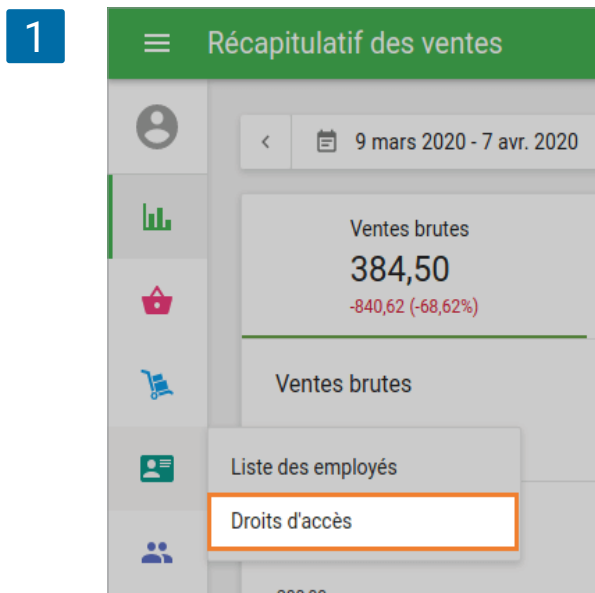 1
Récapitulatif des ventes
9 mars 2020 - 7 avr. 2020
Ventes brutes
384,50
-840,62 (-68,62%)
Ventes brutes
Liste des employés
Droits d'accès